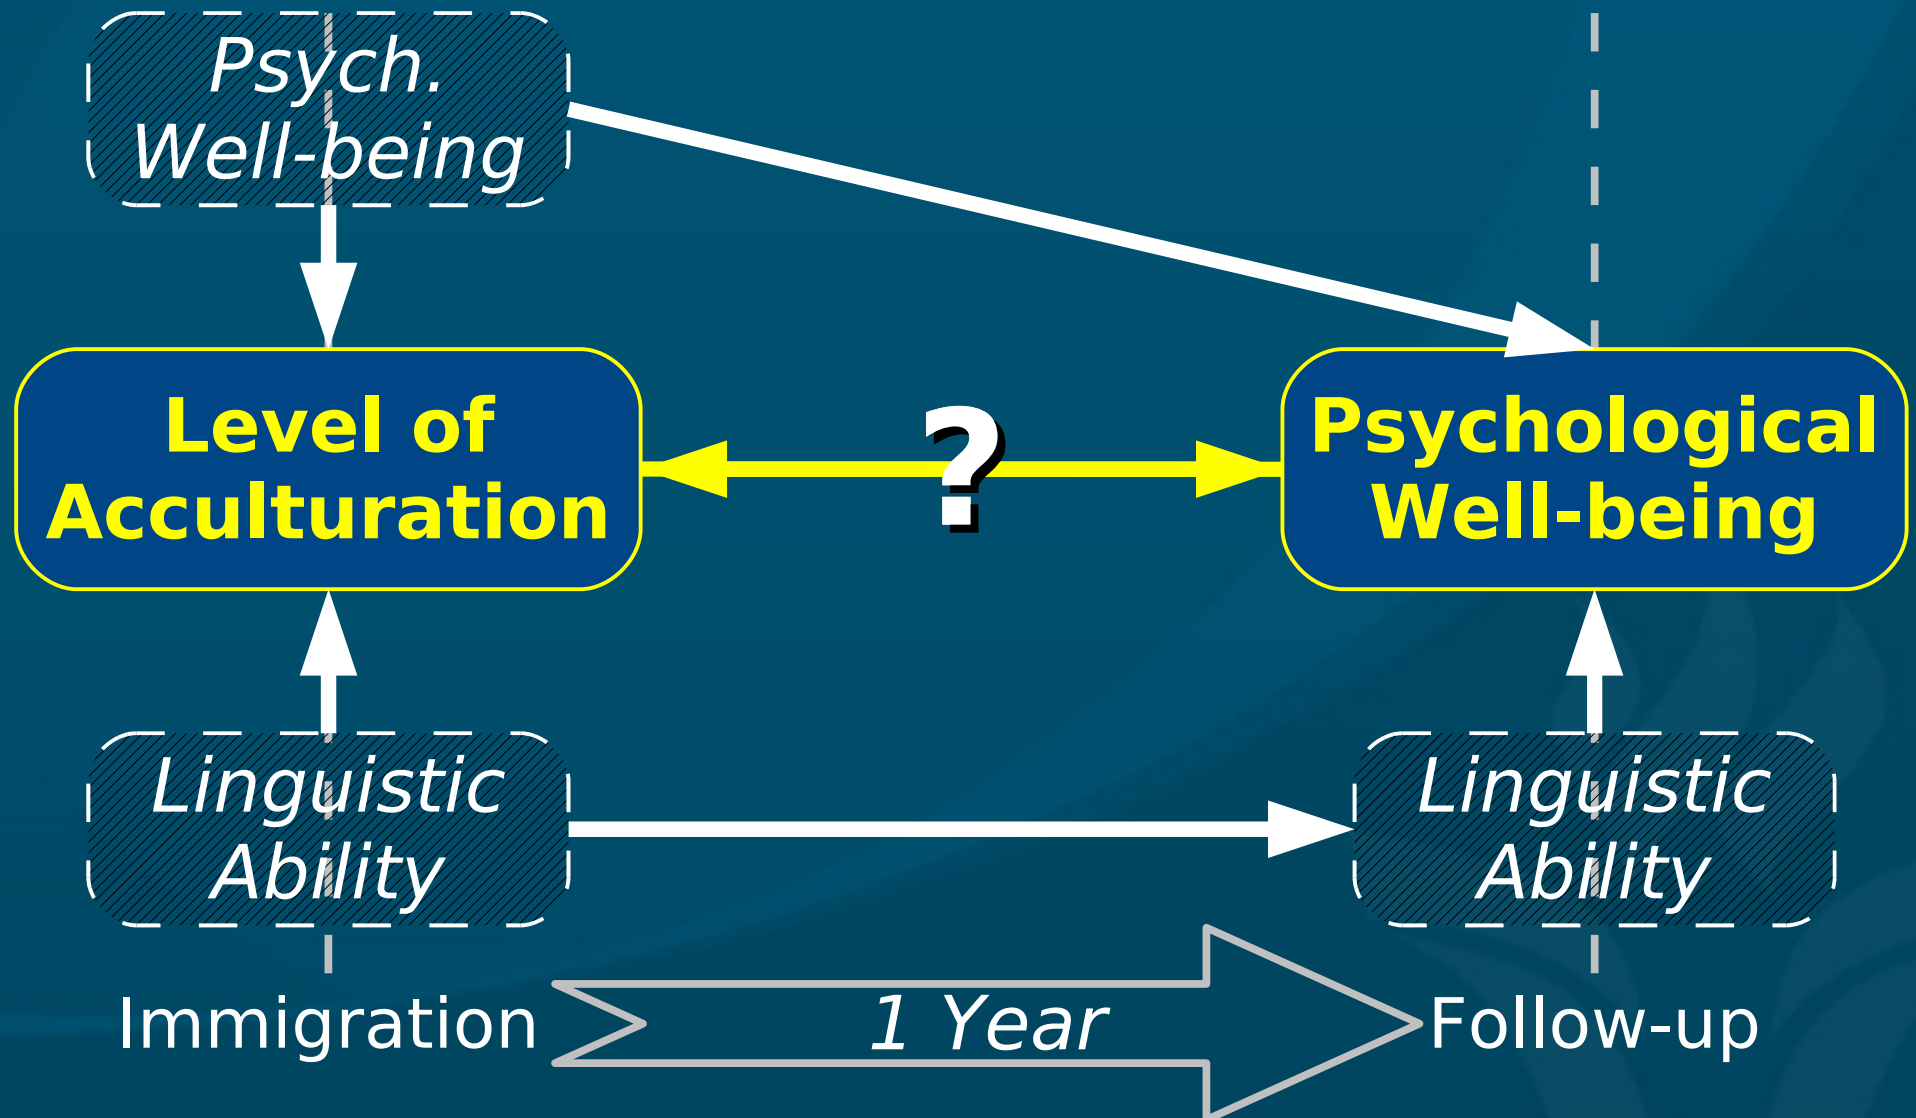 Psych.
Well-being
Level of
Acculturation
?
Psychological
Well-being
Linguistic
Ability
Linguistic
Ability
Immigration
1 Year
Follow-up